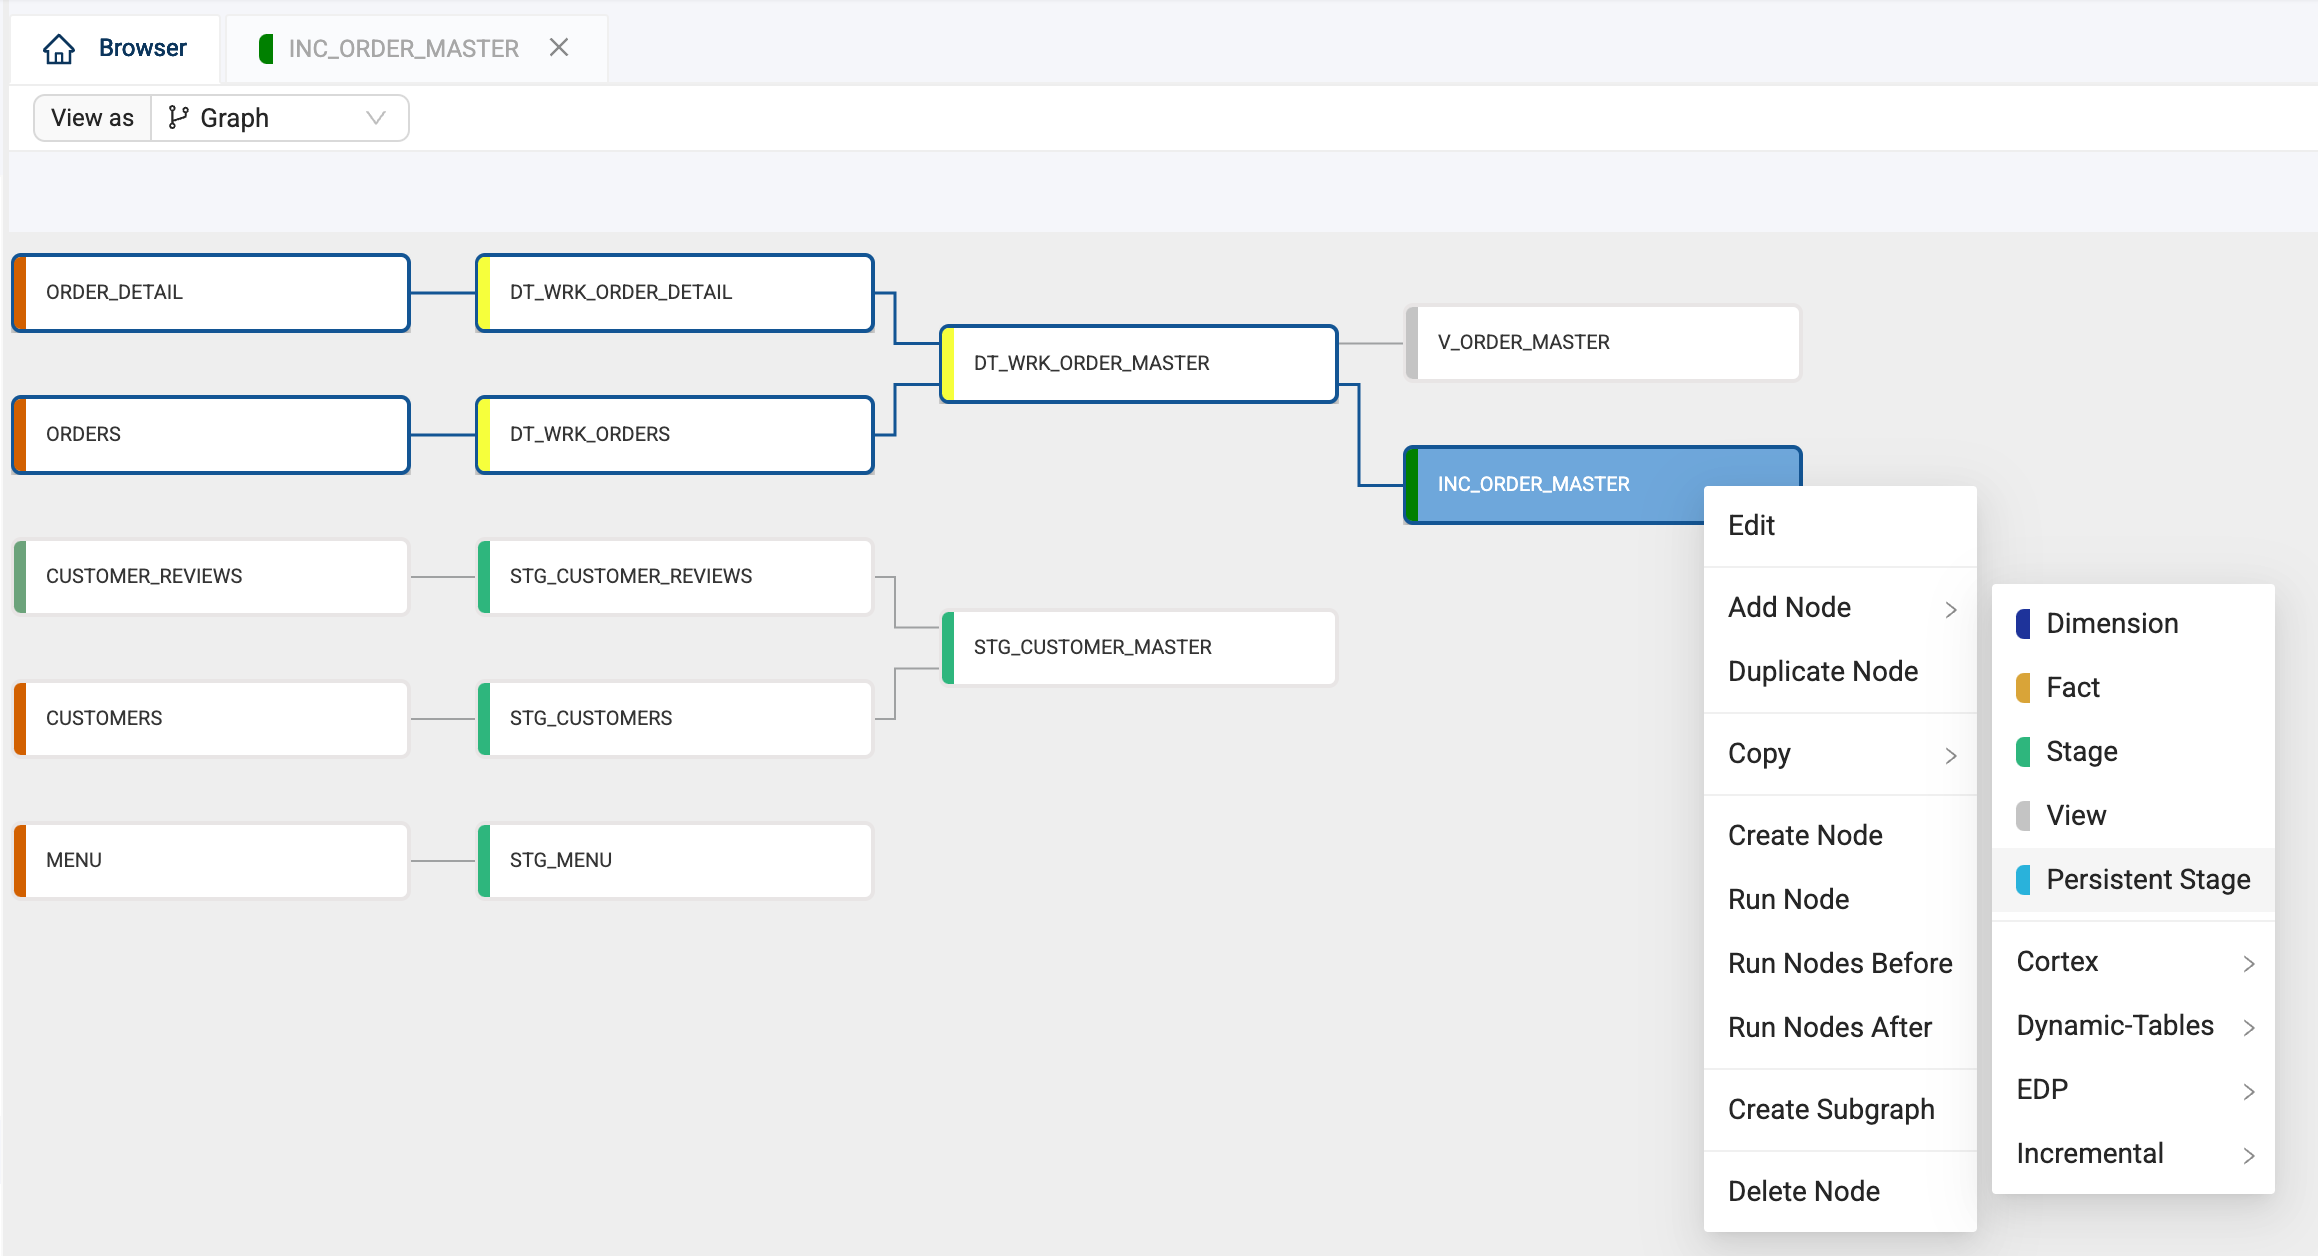 Browser
INC_ORDER_MASTER
View as
Graph
ORDER_DETAIL
DT_WRK_ORDER_DETAIL
DT_WRK_ORDER_MASTER
V_ORDER_MASTER
ORDERS
DT_WRK_ORDERS
INC_ORDER_MASTER
CUSTOMER_REVIEWS
STG_CUSTOMER_REVIEWS
STG_CUSTOMER_MASTER
CUSTOMERS
STG_CUSTOMERS
MENU
STG_MENU
Edit
Add Node
Duplicate Node
Copy
Create Node
Run Node
Run Nodes Before
Run Nodes After
Create Subgraph
Delete Node
Dimension
Fact
Stage
View
Persistent Stage
Cortex
Dynamic-Tables
EDP
Incremental